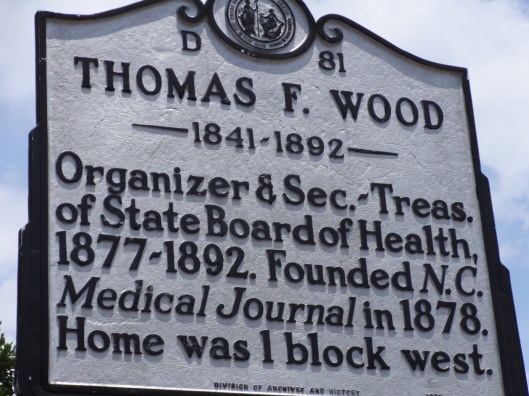 D 81
THOMAS F. WOOD
1841-1892
Organizer & Sec.-Treas.
of State Board of Health,
1877-1892. Founded N.C.
Medical Journal in 1878.
Home was 1 block west.
DIVISION OF ARCHIVES AND HISTORY